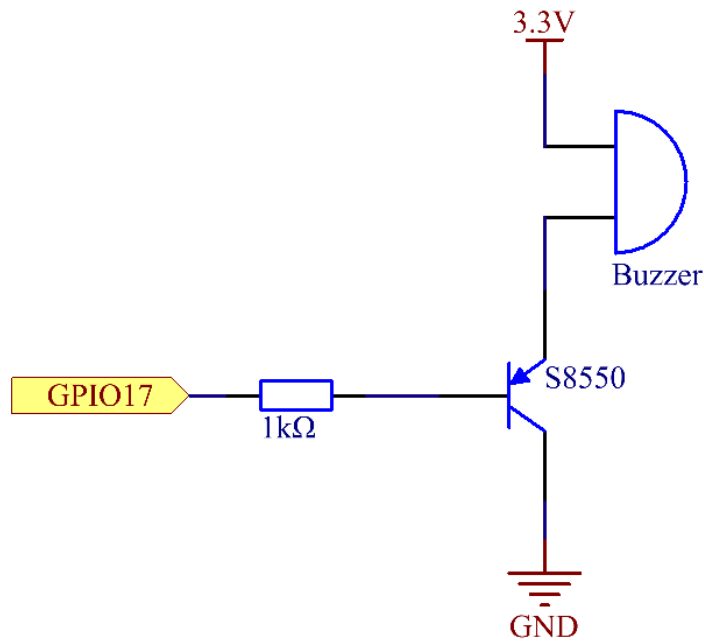 3.3V
Buzzer
S8550
GPIO17
1kΩ
GND